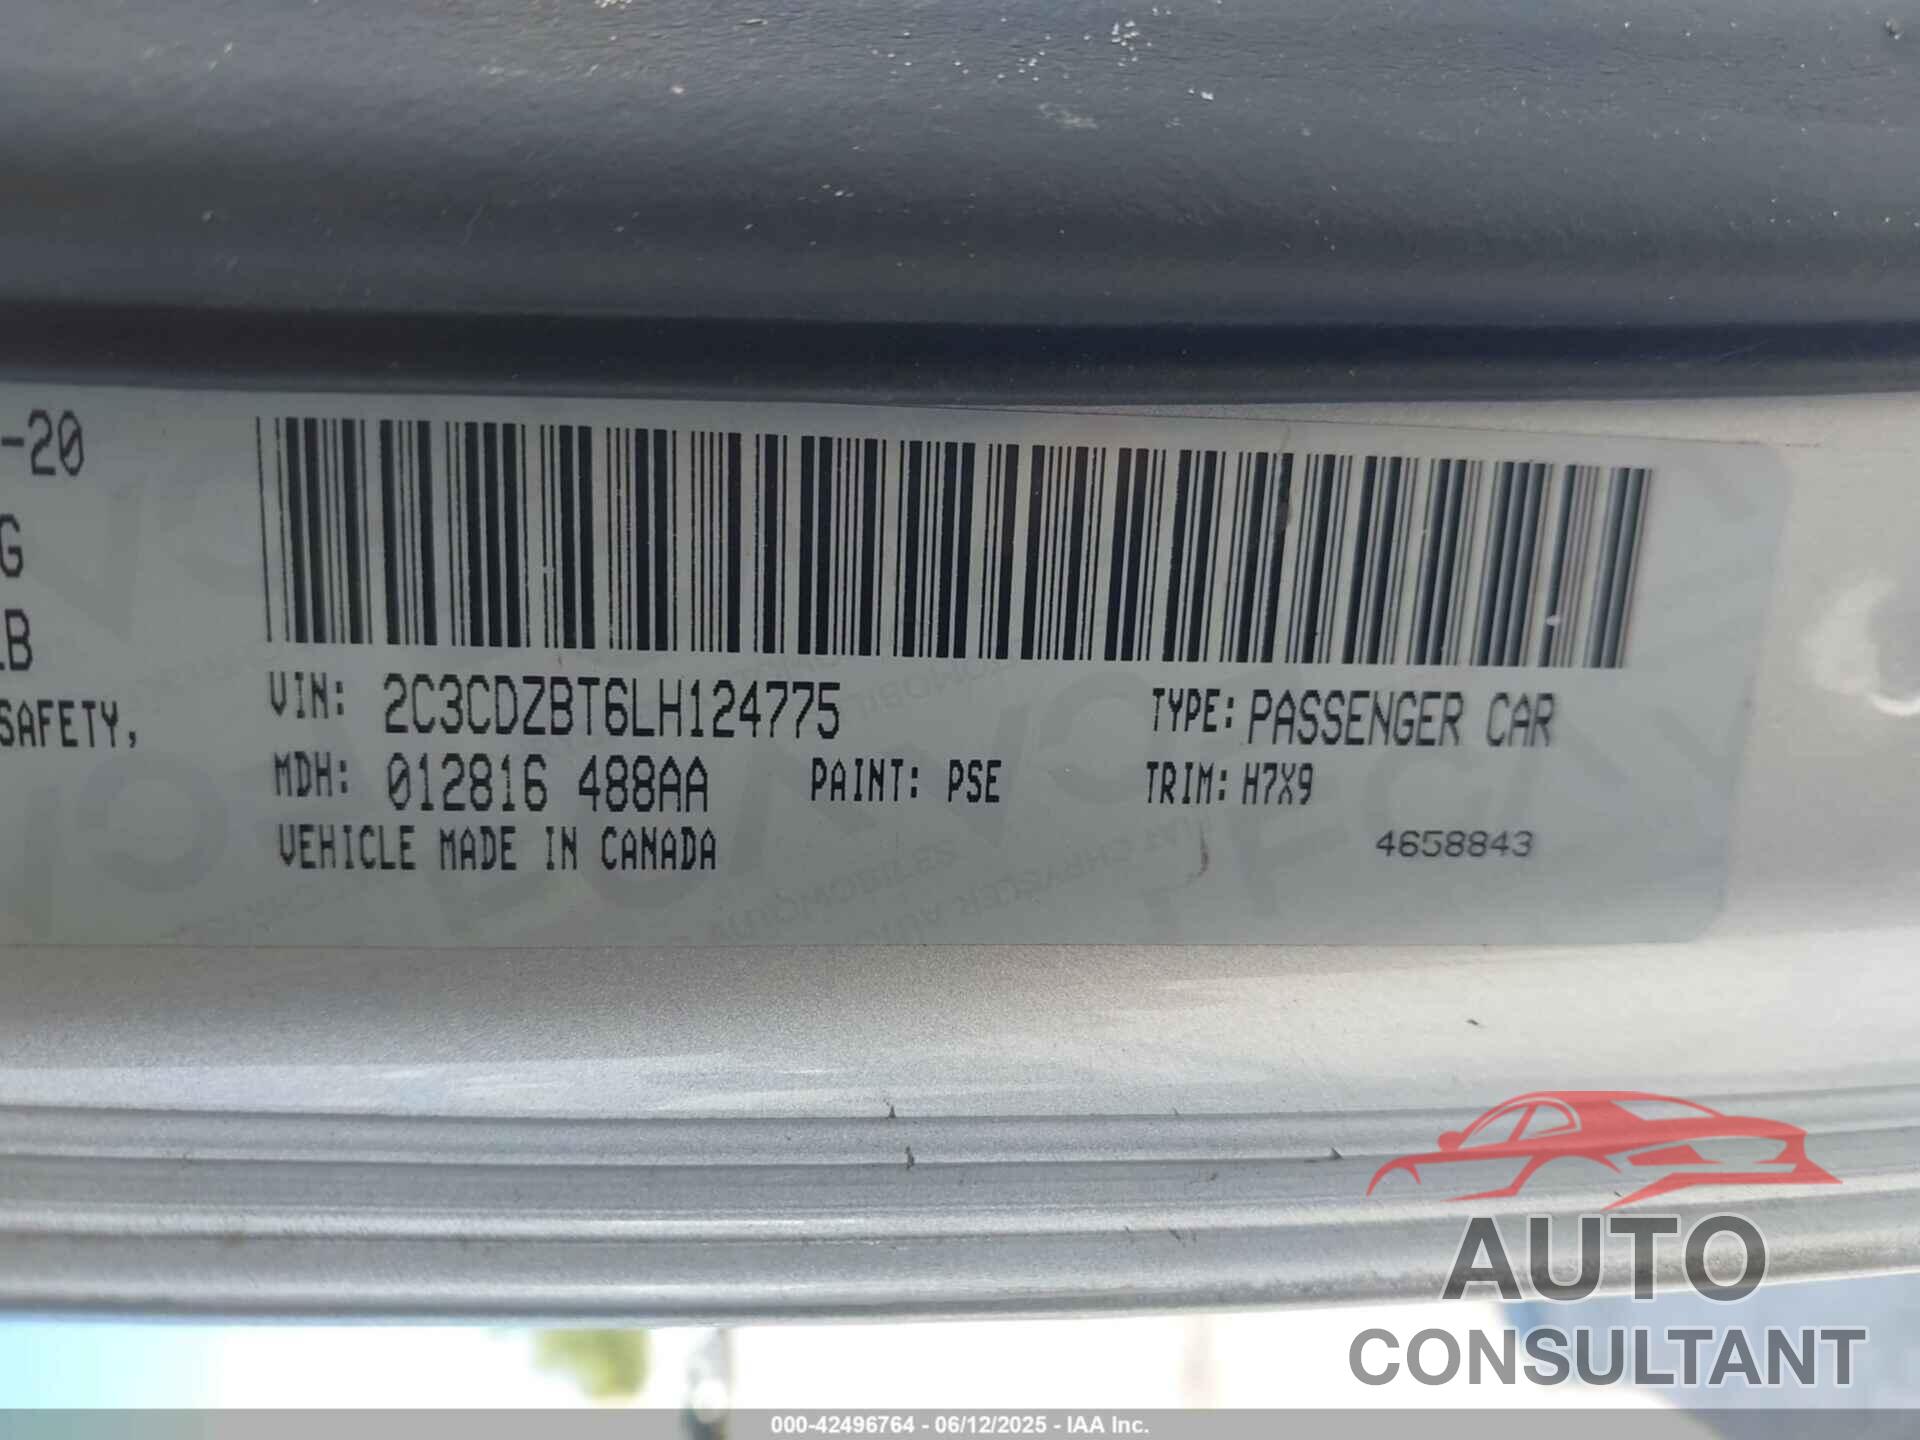 -20
G
LB
SAFETY,
VIN: 2C3CDZBT6LH124775 TYPE: PASSENGER CAR
MDH: 012816 488AA PAINT: PSE TRIM: H7X9
VEHICLE MADE IN CANADA 4658843
AUTO
CONSULTANT
000-42496764 - 06/12/2025 - IAA Inc.